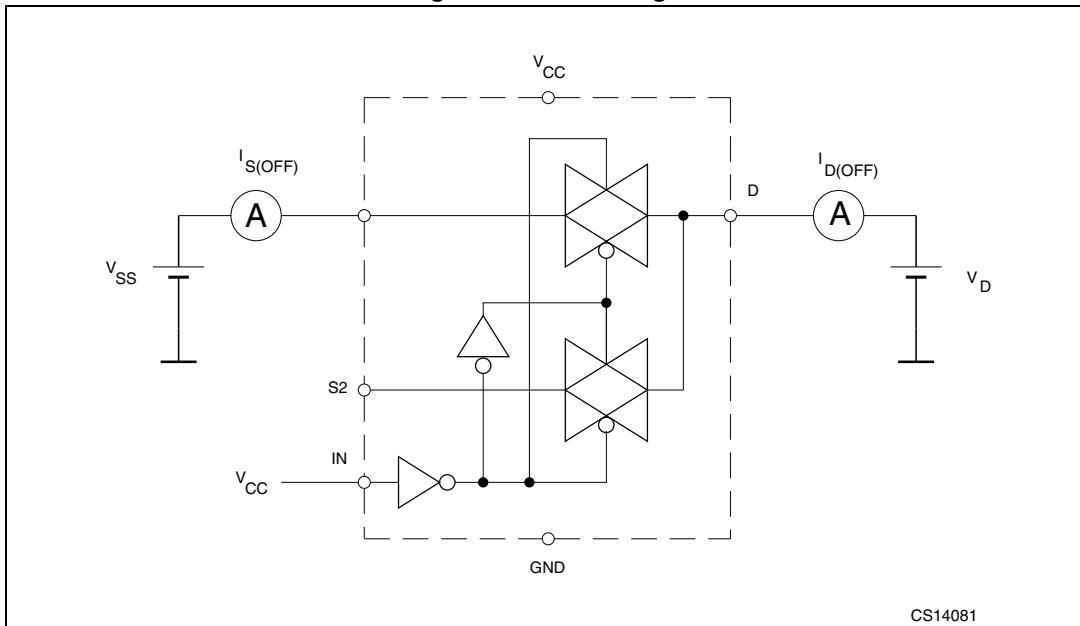 V CC
I S(OFF)
I D(OFF)
D
A
A
V SS
V D
S2
IN
V CC
GND
CS14081